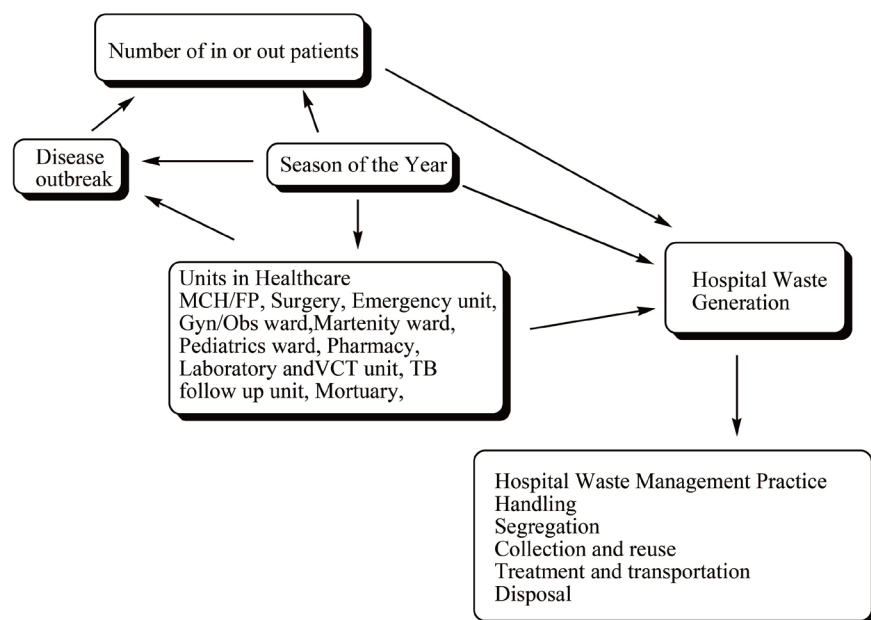 Number of in or out patients
Disease
outbreak
Season of the Year
Units in Healthcare
MCH/FP, Surgery, Emergency unit,
Gyn/Obs ward,Martenity ward,
Pediatrics ward, Pharmacy,
Laboratory andVCT unit, TB
follow up unit, Mortuary,
Hospital Waste
Generation
Hospital Waste Management Practice
Handling
Segregation
Collection and reuse
Treatment and transportation
Disposal